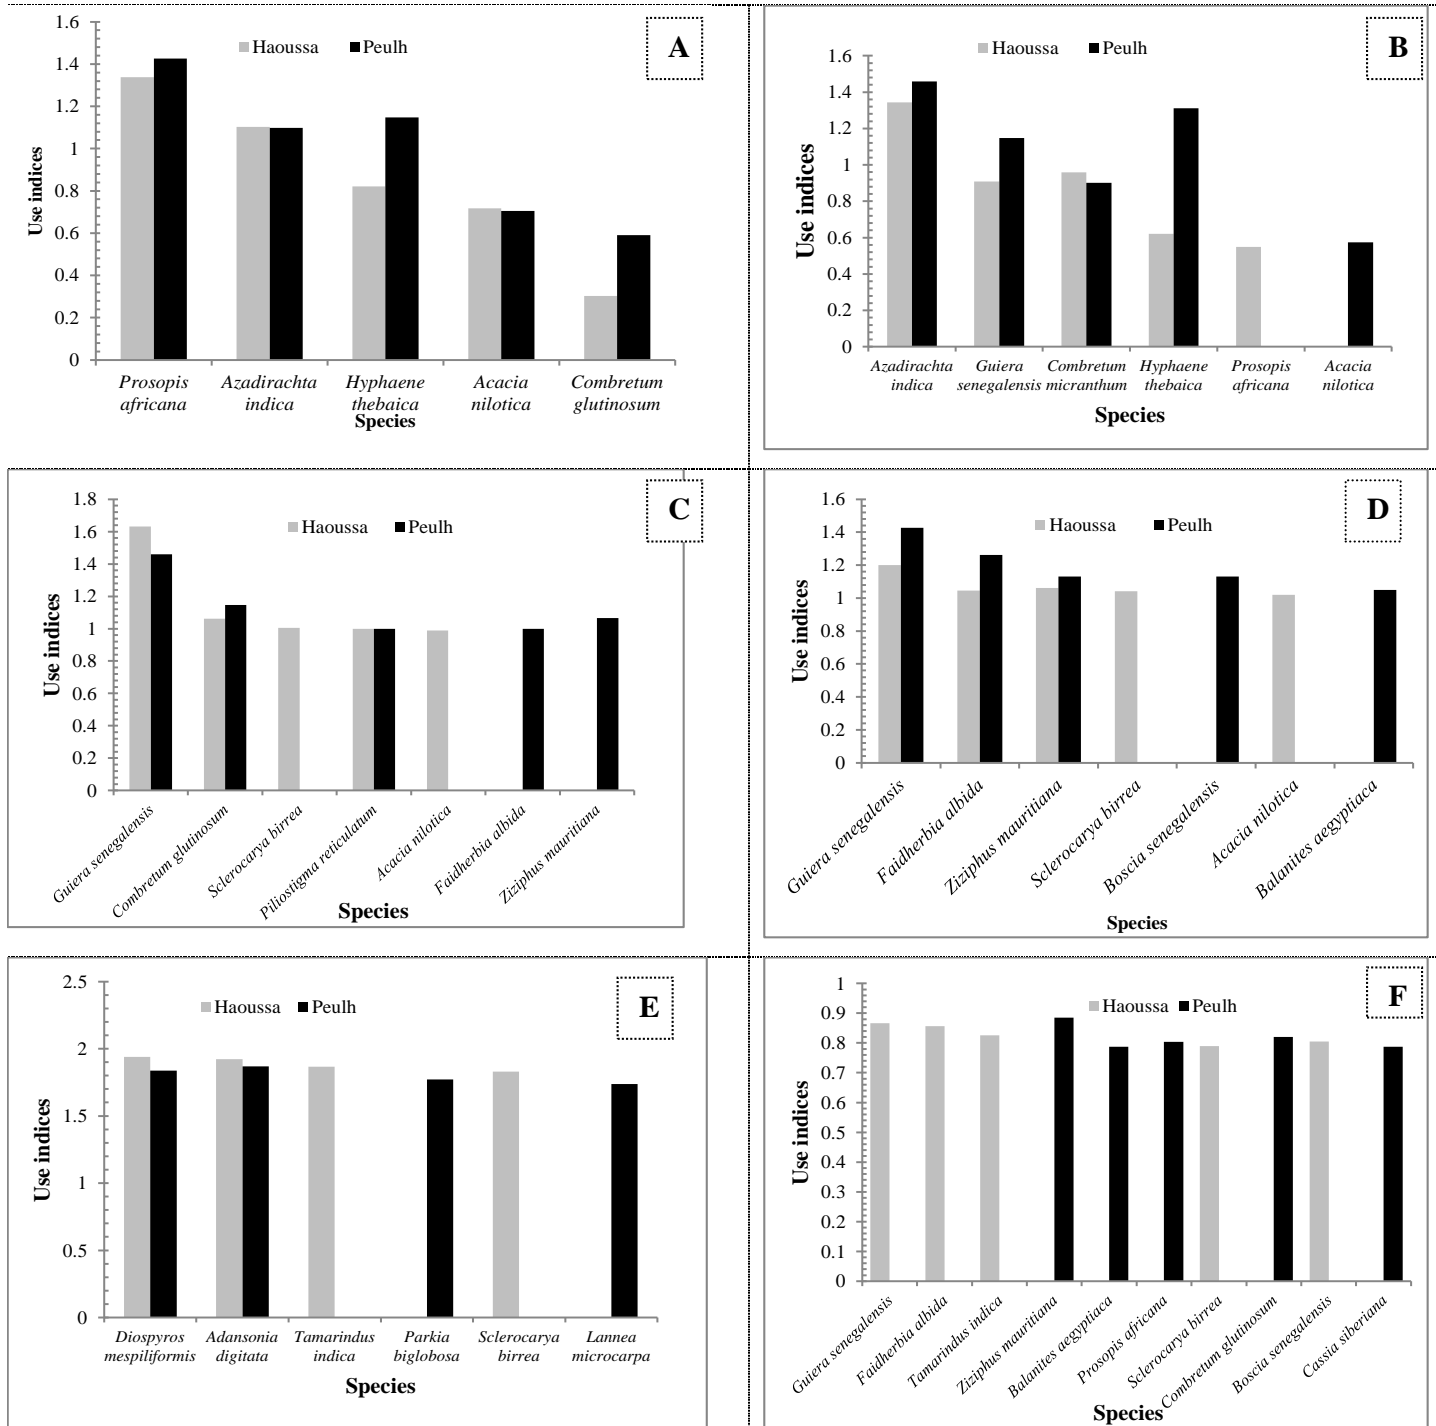 A
Haoussa Peulh
1.6
1.4
1.2
1
0.8
0.6
0.4
0.2
0
Use indices
Prosopis africana
Azadirachta indica
Hyphaene thebaica
Acacia nilotica
Combretum glutinosum
Species
B
Haoussa Peulh
1.6
1.4
1.2
1
0.8
0.6
0.4
0.2
0
Use indices
Azadirachta indica
Guiera senegalensis
Combretum micranthum
Hyphaene thebaica
Prosopis africana
Acacia nilotica
Species
C
Haoussa Peulh
1.8
1.6
1.4
1.2
1
0.8
0.6
0.4
0.2
0
Use indices
Guiera senegalensis
Combretum glutinosum
Sclerocarya birrea
Piliostigma reticulatum
Acacia nilotica
Faidherbia albida
Ziziphus mauritiana
Species
D
Haoussa Peulh
1.6
1.4
1.2
1
0.8
0.6
0.4
0.2
0
Use indices
Guiera senegalensis
Faidherbia albida
Ziziphus mauritiana
Sclerocarya birrea
Boscia senegalensis
Acacia nilotica
Balanites aegyptiaca
Species
E
Haoussa Peulh
2.5
2
1.5
1
0.5
0
Use indices
Diospyros mespiliformis
Adansonia digitata
Tamarindus indica
Parkia biglobosa
Sclerocarya birrea
Lannea microcarpa
Species
F
Haoussa Peulh
1
0.9
0.8
0.7
0.6
0.5
0.4
0.3
0.2
0.1
0
Use indices
Guiera senegalensis
Faidherbia albida
Tamarindus indica
Ziziphus mauritiana
Balanites aegyptiaca
Prosopis africana
Sclerocarya birrea
Combretum glutinosum
Boscia senegalensis
Cassia siberiana
Species